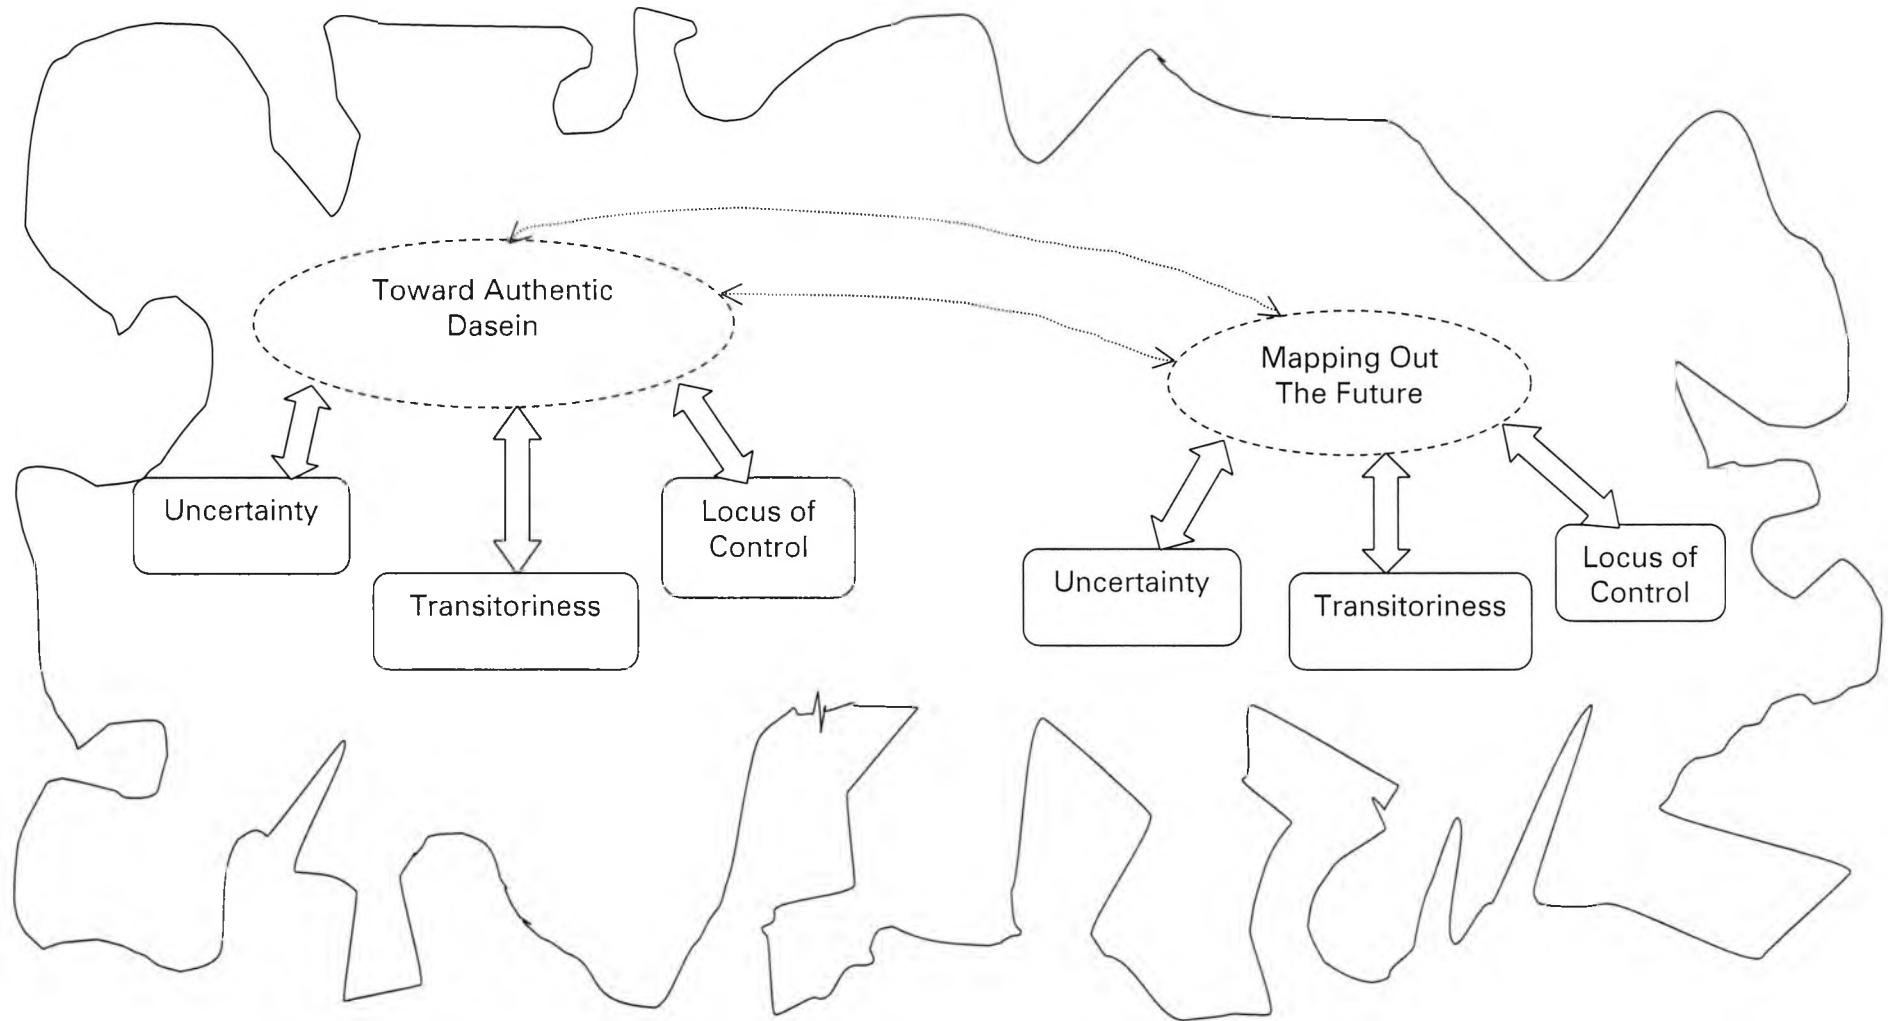 Toward Authentic
Dasein
Mapping Out
The Future
Uncertainty
Transitoriness
Locus of
Control
Uncertainty
Transitoriness
Locus of
Control